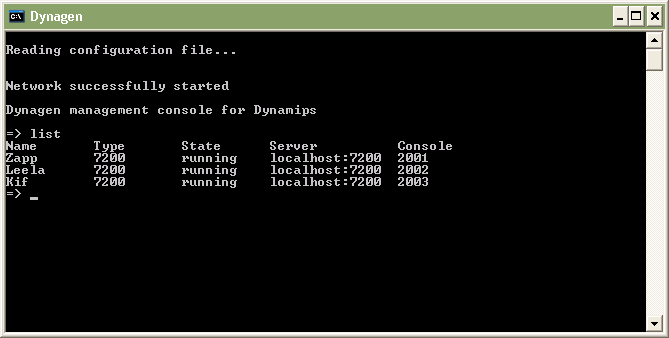 Dynagen
Reading configuration file...
Network successfully started
Dynagen management console for Dynamips
=> list
Name Type State Server Console
Zapp 7200 running localhost:7200 2001
Leela 7200 running localhost:7200 2002
Kif 7200 running localhost:7200 2003
=> _